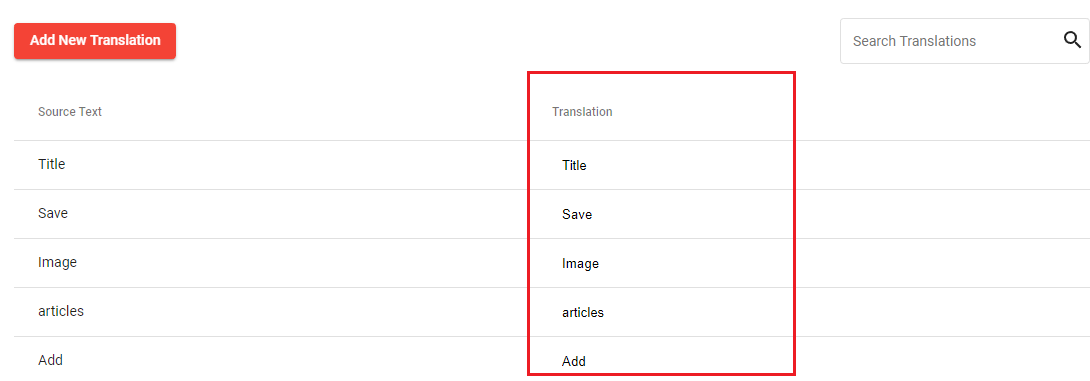 Add New Translation
Search Translations
Source Text Translation
Title Title
Save Save
Image Image
articles articles
Add Add